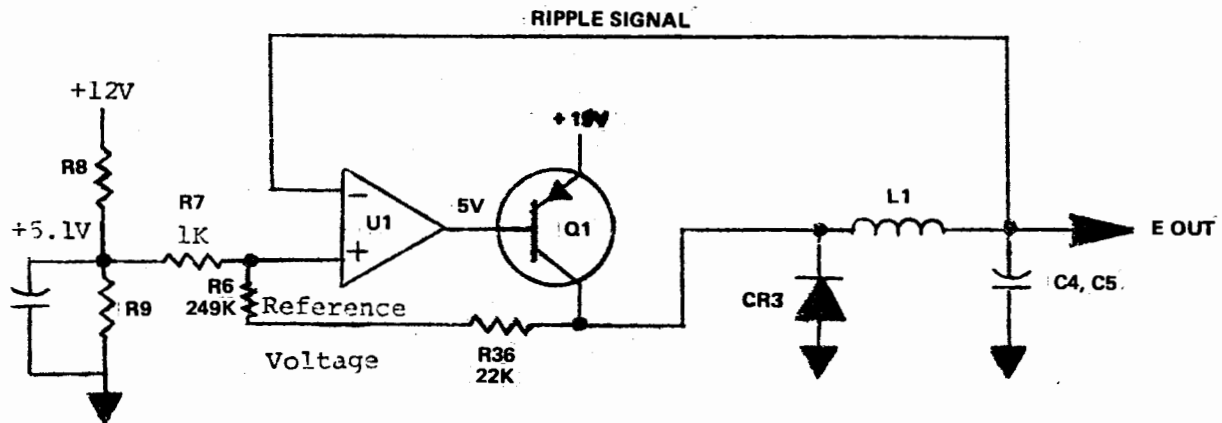 RIPPLE SIGNAL
+12V
R8
+5.1V
R7
1K
R9
R6
249K
Reference
Voltage
R36
22K
−
+
U1
5V
Q1
L1
CR3
C4, C5
E OUT